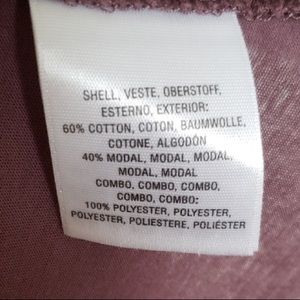 SHELL, VESTE, OBERSTOFF,
ESTERNO, EXTERIOR:
60% COTTON, COTON, BAUMWOLLE,
COTONE, ALGODÓN
40% MODAL, MODAL, MODAL,
MODAL, MODAL
COMBO, COMBO, COMBO,
COMBO, COMBO:
100% POLYESTER, POLYESTER,
POLYESTER, POLIESTERE, POLIÉSTER